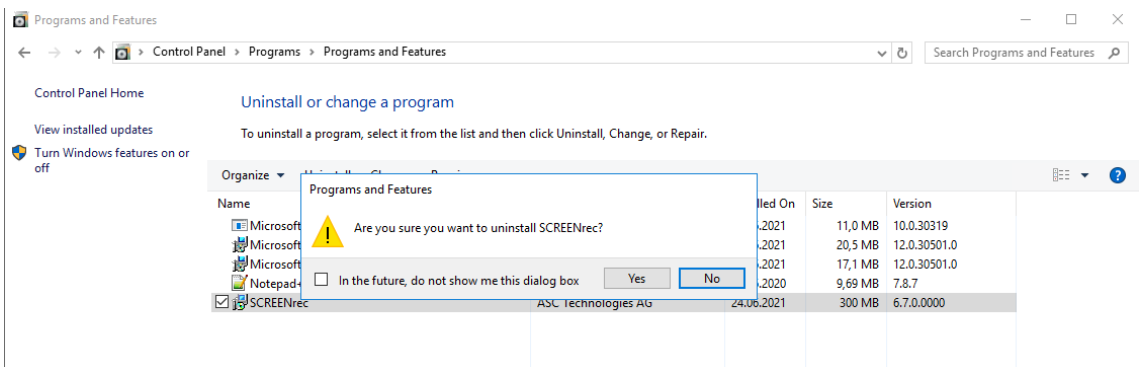 Programs and Features
Control Panel > Programs > Programs and Features
Search Programs and Features
Control Panel Home
View installed updates
Turn Windows features on or off
Uninstall or change a program
To uninstall a program, select it from the list and then click Uninstall, Change, or Repair.
Organize
Name Size Version
Microsoft .2021 11,0 MB 10.0.30319
Microsoft .2021 20,5 MB 12.0.30501.0
Microsoft .2021 17,1 MB 12.0.30501.0
Notepad+ .2020 9,69 MB 7.8.7
SCREENrec ASC Technologies AG 24.06.2021 300 MB 6.7.0.0000
Programs and Features
Are you sure you want to uninstall SCREENrec?
In the future, do not show me this dialog box
Yes No